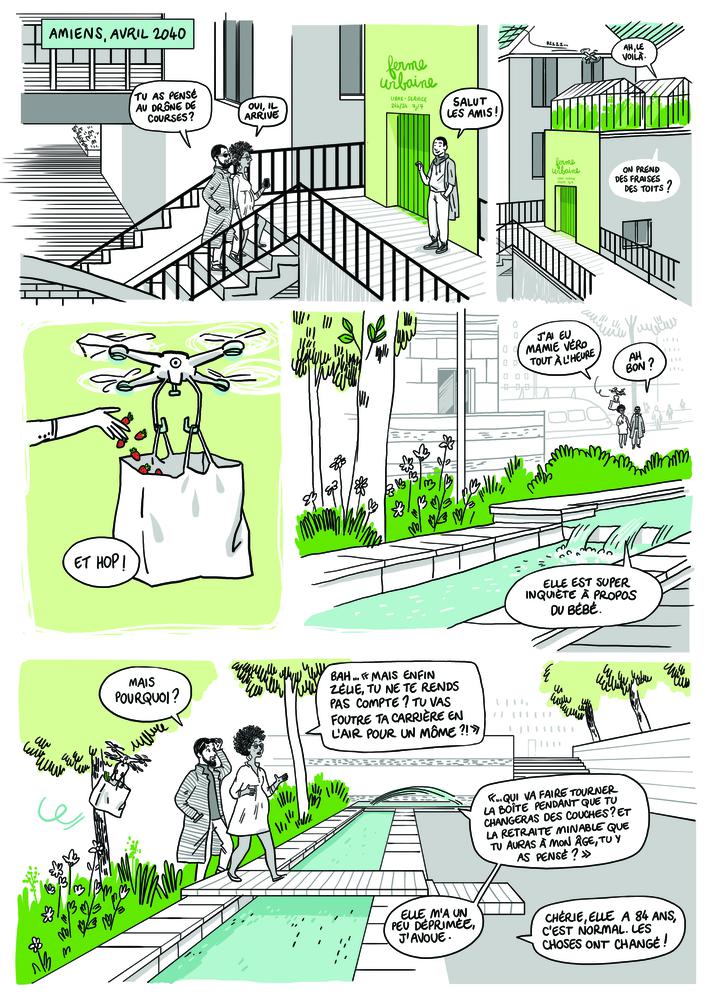 AMIENS, AVRIL 2040
TU AS PENSÉ
AU DRÔNE DE
COURSES?
OUI, IL
ARRIVE
ferme
urbaine
LIBRE-SERVICE
24H/24 7J/7
SALUT
LES AMIS!
BZZZZ...
AH, LE
VOILÀ.
ferme
urbaine
ON PREND
DES FRAISES
DES TOITS?
ET HOP!
J'AI EU
MAMIE VÉRO
TOUT À L'HEURE
AH
BON?
ELLE EST SUPER
INQUIÈTE À PROPOS
DU BÉBÉ.
MAIS
POURQUOI?
BAH... «MAIS ENFIN
ZÉLIE, TU NE TE RENDS
PAS COMPTE? TU VAS
FOUTRE TA CARRIÈRE EN
L'AIR POUR UN MÔME?!»
«...QUI VA FAIRE TOURNER
LA BOÎTE PENDANT QUE TU
CHANGERAS DES COUCHES? ET
LA RETRAITE MINABLE QUE
TU AURAS À MON ÂGE, TU Y
AS PENSÉ?»
ELLE M'A UN
PEU DÉPRIMÉE,
J'AVOUE.
CHÉRIE, ELLE A 84 ANS,
C'EST NORMAL. LES
CHOSES ONT CHANGÉ!